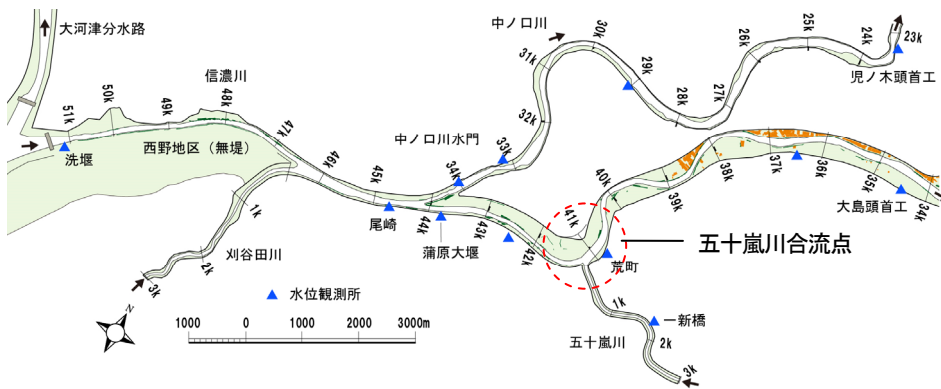 大河津分水路
信濃川
中ノロ川
23k
24k
25k
26k
27k
28k
29k
30k
31k
32k
33k
34k
児ノ木頭首工
51k
50k
49k
48k
47k
46k
45k
44k
43k
42k
41k
40k
39k
38k
37k
36k
35k
34k
洗堰
西野地区（無堤）
中ノロ川水門
尾崎
蒲原大堰
荒町
五十嵐川合流点
大島頭首工
刈谷田川
1k
2k
3k
五十嵐川
1k
一新橋
2k
3k
N
水位観測所
1000 0 1000 2000 3000m